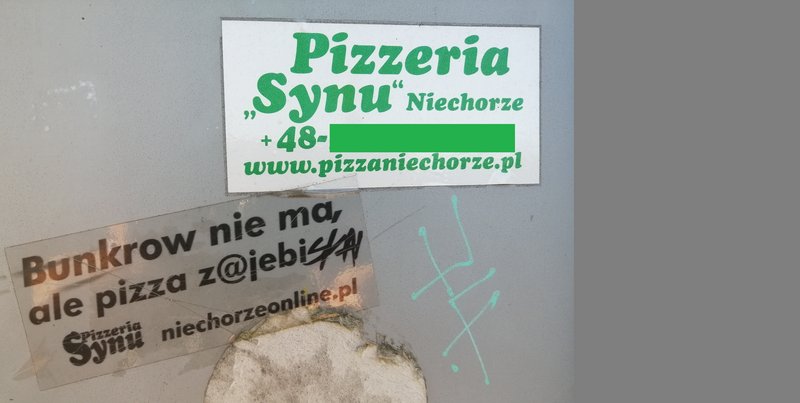 Pizzeria
„Synu“ Niechorze
+48-
www.pizzaniechorze.pl
Bunkrow nie ma,
ale pizza z@jebi
Pizzeria
Synu niechorzeonline.pl